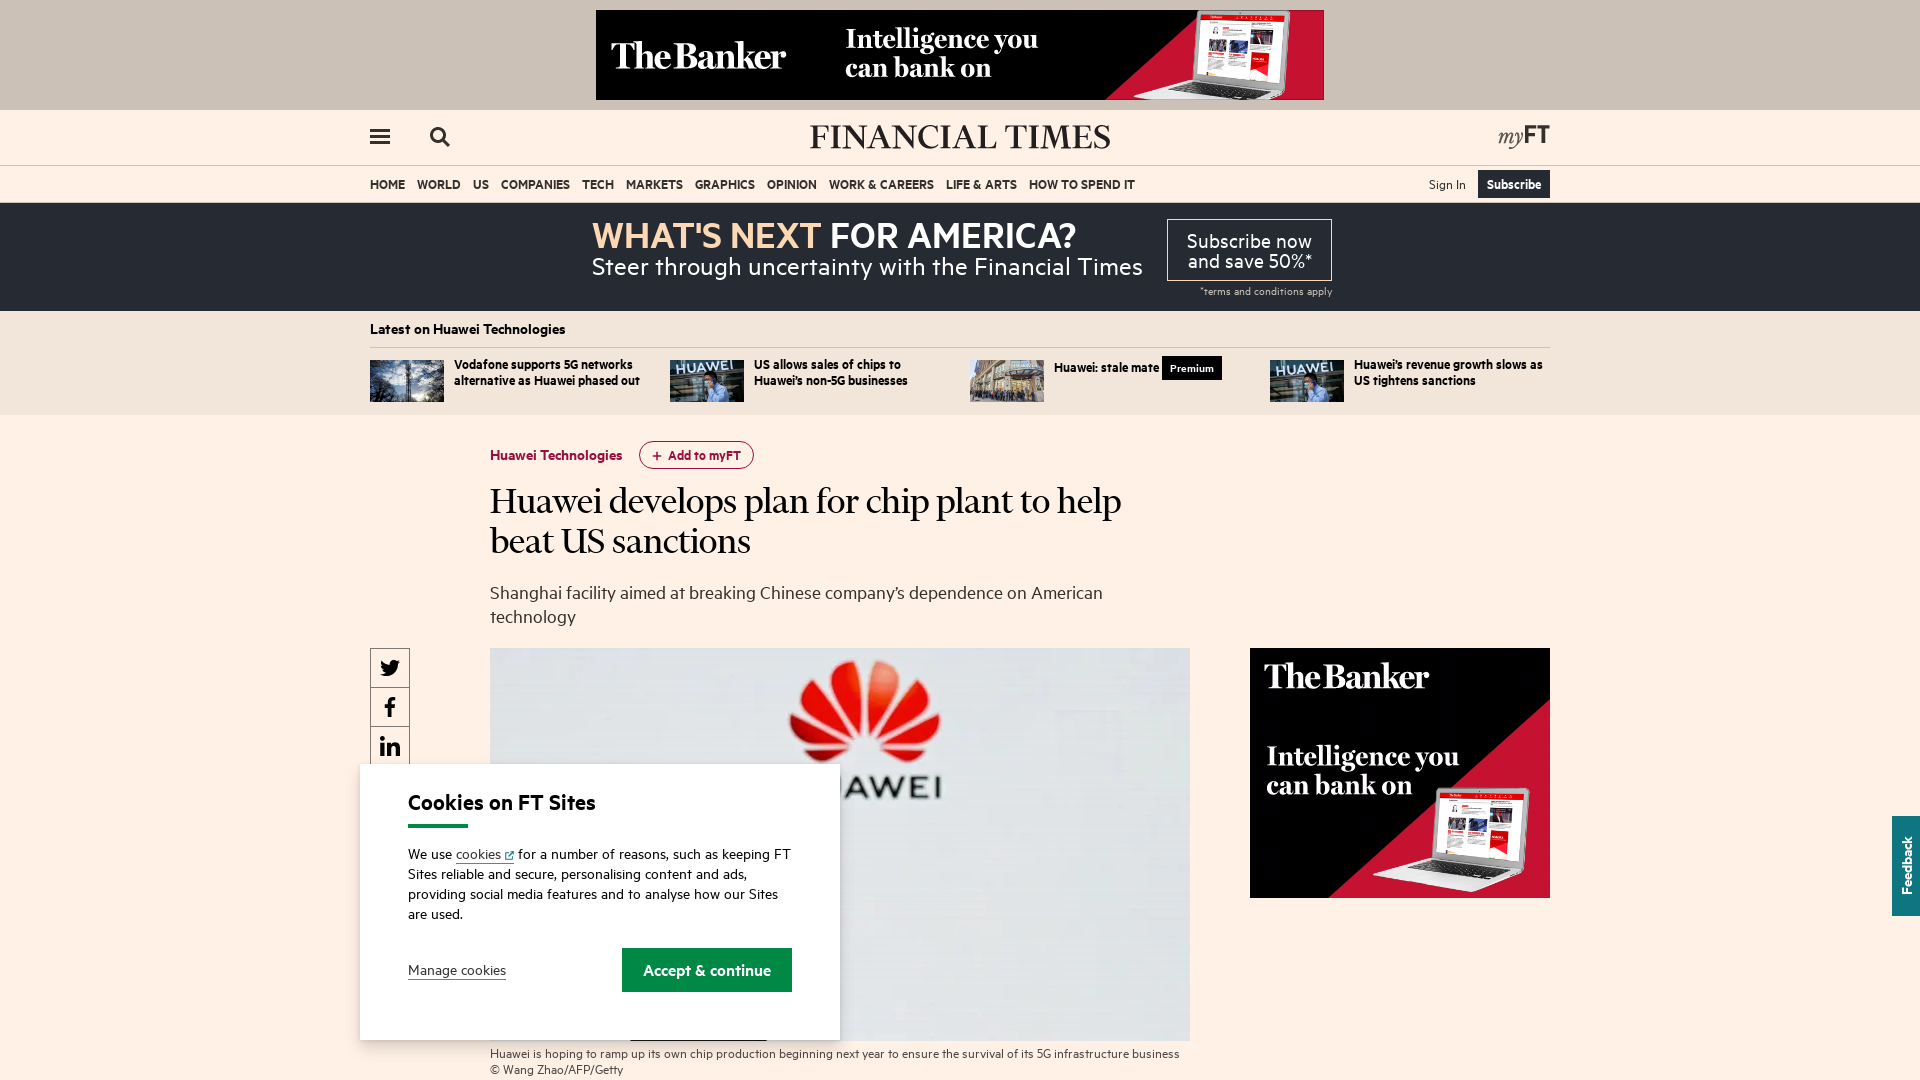 The Banker
Intelligence you
can bank on
FINANCIAL TIMES
myFT
HOME WORLD US COMPANIES TECH MARKETS GRAPHICS OPINION WORK & CAREERS LIFE & ARTS HOW TO SPEND IT
Sign In Subscribe
WHAT'S NEXT FOR AMERICA?
Steer through uncertainty with the Financial Times
Subscribe now
and save 50%*
*terms and conditions apply
Latest on Huawei Technologies
Vodafone supports 5G networks
alternative as Huawei phased out
HUAWEI
US allows sales of chips to
Huawei’s non-5G businesses
Huawei: stale mate Premium
HUAWEI
Huawei’s revenue growth slows as
US tightens sanctions
Huawei Technologies + Add to myFT
Huawei develops plan for chip plant to help
beat US sanctions
Shanghai facility aimed at breaking Chinese company’s dependence on American
technology
AWEI
The Banker
Intelligence you
can bank on
Cookies on FT Sites
We use cookies for a number of reasons, such as keeping FT
Sites reliable and secure, personalising content and ads,
providing social media features and to analyse how our Sites
are used.
Manage cookies
Accept & continue
Feedback
Huawei is hoping to ramp up its own chip production beginning next year to ensure the survival of its 5G infrastructure business
© Wang Zhao/AFP/Getty